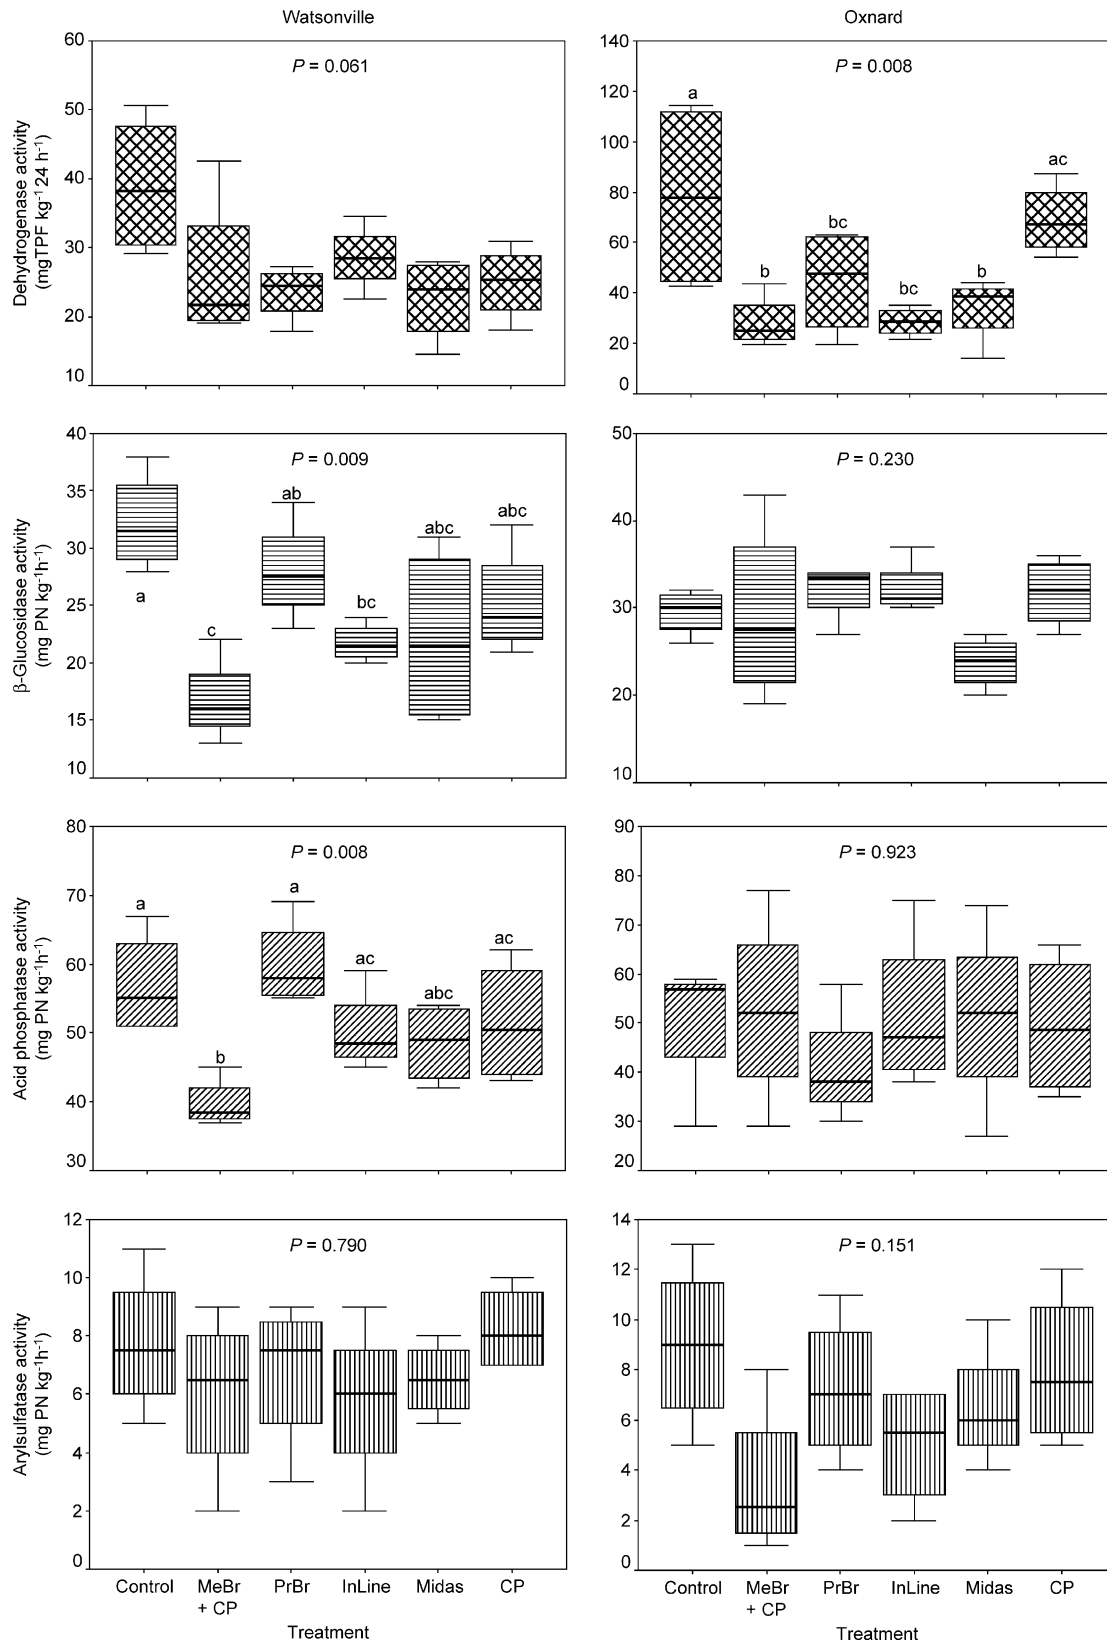 Watsonville
Oxnard
Dehydrogenase activity
(mgTPF kg⁻¹ 24 h⁻¹)
60
50
40
30
20
10
P = 0.061
140
120
100
80
60
40
20
0
P = 0.008
a
b
bc
bc
b
ac
β-Glucosidase activity
(mg PN kg⁻¹h⁻¹)
40
35
30
25
20
15
10
P = 0.009
a
c
ab
bc
abc
abc
50
40
30
20
10
P = 0.230
Acid phosphatase activity
(mg PN kg⁻¹h⁻¹)
80
70
60
50
40
30
P = 0.008
a
b
a
ac
abc
ac
90
80
70
60
50
40
30
20
P = 0.923
Arylsulfatase activity
(mg PN kg⁻¹h⁻¹)
12
10
8
6
4
2
0
P = 0.790
14
12
10
8
6
4
2
0
P = 0.151
Control
MeBr
+ CP
PrBr
InLine
Midas
CP
Treatment
Control
MeBr
+ CP
PrBr
InLine
Midas
CP
Treatment